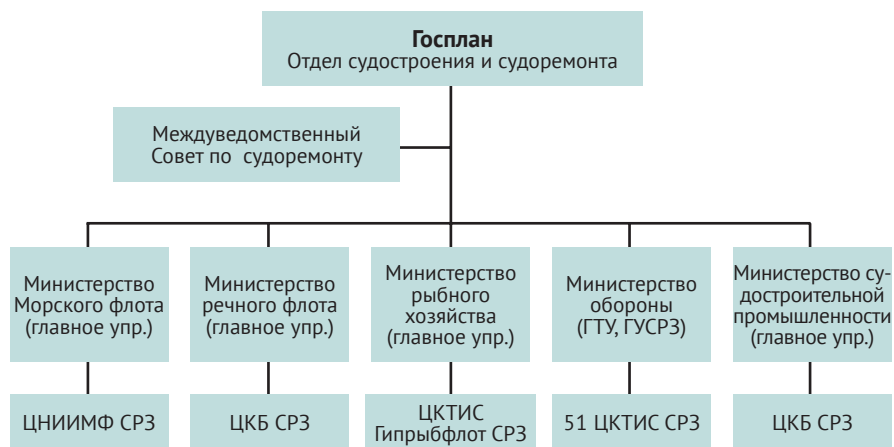 Госплан
Отдел судостроения и судоремонта
Междуведомственный
Совет по судоремонту
Министерство
Морского флота
(главное упр.)
Министерство
речного флота
(главное упр.)
Министерство
рыбного
хозяйства
(главное упр.)
Министерство
обороны
(ГТУ, ГУСРЗ)
Министерство су-
достроительной
промышленности
(главное упр.)
ЦНИИМФ СРЗ
ЦКБ СРЗ
ЦКТИС
Гипрыбфлот СРЗ
51 ЦКТИС СРЗ
ЦКБ СРЗ